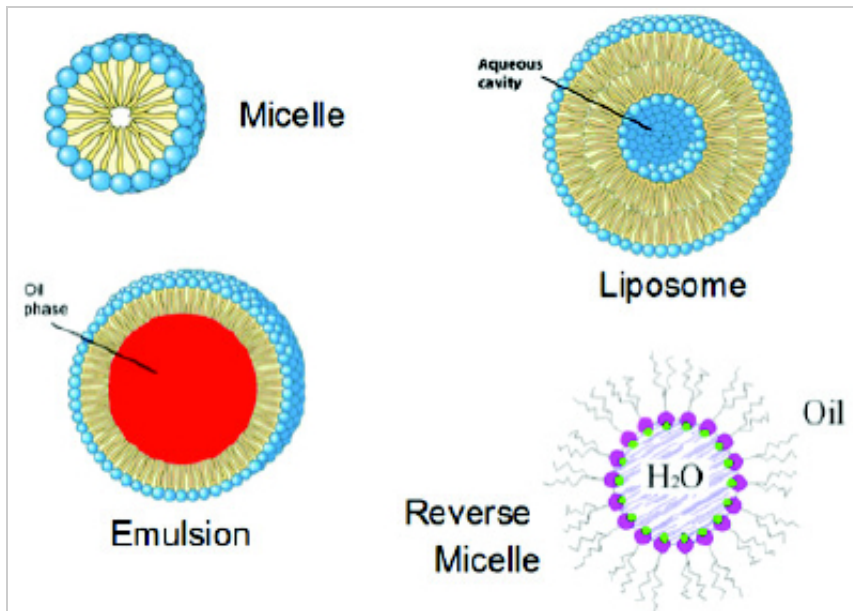 Micelle
Aqueous
cavity
Liposome
Oil
phase
Emulsion
Oil
H₂O
Reverse
Micelle